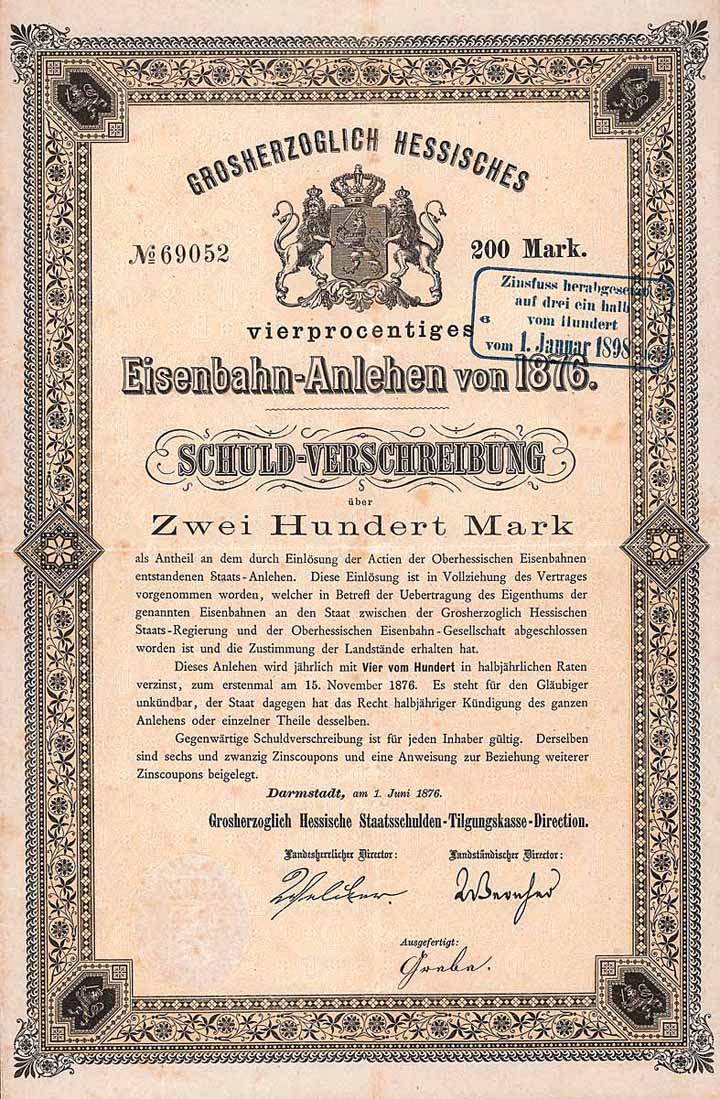 GROSHERZOGLICH HESSISCHES
№ 69052
200 Mark.
Zinsfuss herabgesetzt
auf drei ein halb
vom Hundert
vom 1. Januar 1898
vierprocentiges
Eisenbahn-Anlehen von 1876.
SCHULD-VERSCHREIBUNG
über
Zwei Hundert Mark
als Antheil an dem durch Einlösung der Actien der Oberhessischen Eisenbahnen
entstandenen Staats-Anlehen. Diese Einlösung ist in Vollziehung des Vertrages
vorgenommen worden, welcher in Betreff der Uebertragung des Eigenthums der
genannten Eisenbahnen an den Staat zwischen der Grosherzoglich Hessischen
Staats-Regierung und der Oberhessischen Eisenbahn-Gesellschaft abgeschlossen
worden ist und die Zustimmung der Landstände erhalten hat.
Dieses Anlehen wird jährlich mit Vier vom Hundert in halbjährlichen Raten
verzinst, zum erstenmal am 15. November 1876. Es steht für den Gläubiger
unkündbar, der Staat dagegen hat das Recht halbjähriger Kündigung des ganzen
Anlehens oder einzelner Theile desselben.
Gegenwärtige Schuldverschreibung ist für jeden Inhaber gültig. Derselben
sind sechs und zwanzig Zinscoupons und eine Anweisung zur Beziehung weiterer
Zinscoupons beigelegt.
Darmstadt, am 1. Juni 1876.
Grosherzoglich Hessische Staatsschulden-Tilgungskasse-Direction.
Landesherrlicher Director:
Landständischer Director:
Welcker.
Wernher
Ausgefertigt:
Grebe.